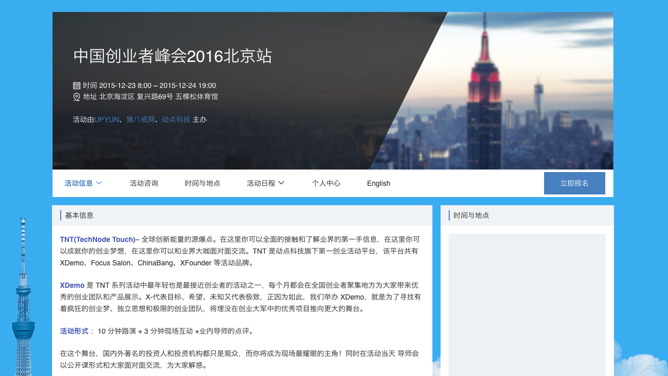 中国创业者峰会2016北京站
时间 2015-12-23 8:00 ~ 2015-12-24 19:00
地址 北京海淀区 复兴路69号 五棵松体育馆
活动由UPYUN、猪八戒网、动点科技 主办
活动信息 活动咨询 时间与地点 活动日程 个人中心 English 立即报名
基本信息
TNT(TechNode Touch)– 全球创新能量的源爆点。在这里你可以全面的接触和了解业界的第一手信息，在这里你可
以成就你的创业梦想，在这里你可以和业界大咖面对面交流。TNT 是动点科技旗下第一创业活动平台，该平台共有
XDemo、Focus Salon、ChinaBang、XFounder 等活动品牌。
XDemo 是 TNT 系列活动中最年轻也是最接近创业者的活动之一，每个月都会在全国创业者聚集地方为大家带来优
秀的创业团队和产品展示。X-代表目标、希望、未知又代表极致，正因为如此，我们举办 XDemo，就是为了寻找有
着疯狂的创业梦、独立思想和极限的创业团队，将埋没在创业大军中的优秀项目推向更大的舞台。
活动形式 ：10 分钟路演 + 3 分钟现场互动 +业内导师的点评。
在这个舞台，国内外著名的投资人和投资机构都只是观众，而你将成为现场最耀眼的主角！同时在活动当天 导师会
以公开课形式和大家面对面交流，为大家解惑。
时间与地点